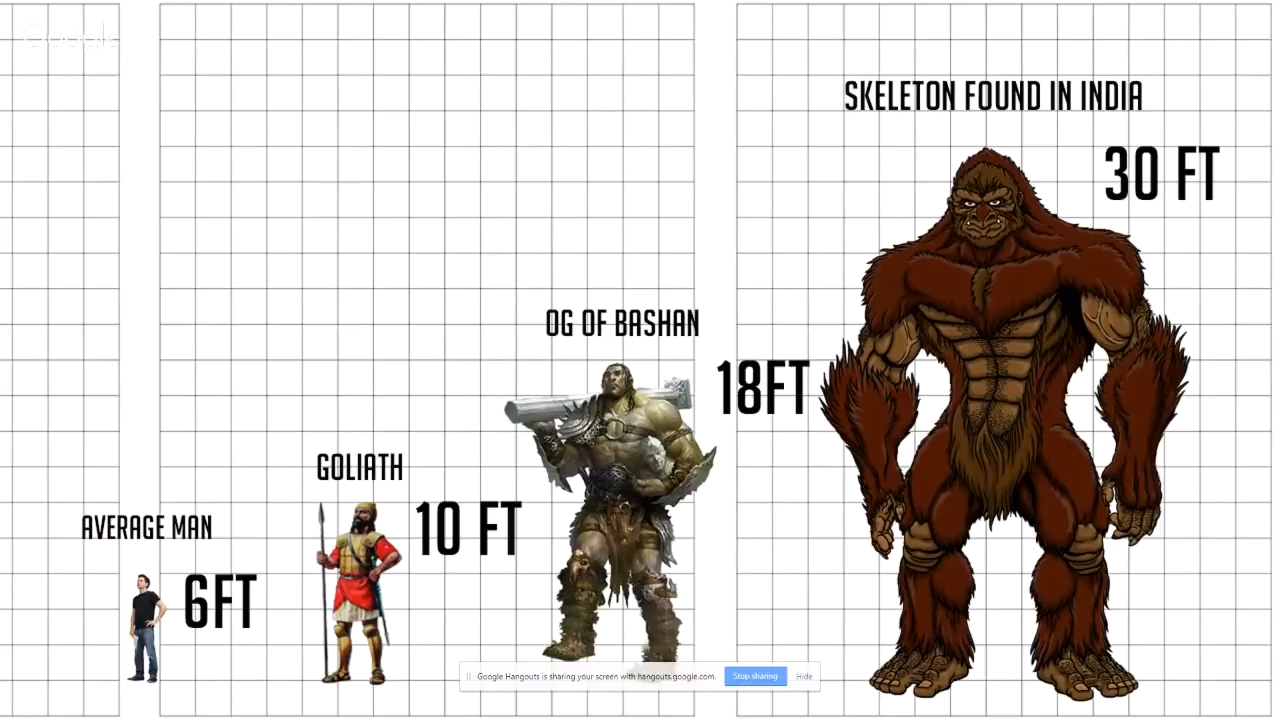 Google
SKELETON FOUND IN INDIA
30 FT
OG OF BASHAN
18FT
GOLIATH
10 FT
AVERAGE MAN
6FT
Google Hangouts is sharing your screen with hangouts.google.com.
Stop sharing
Hide